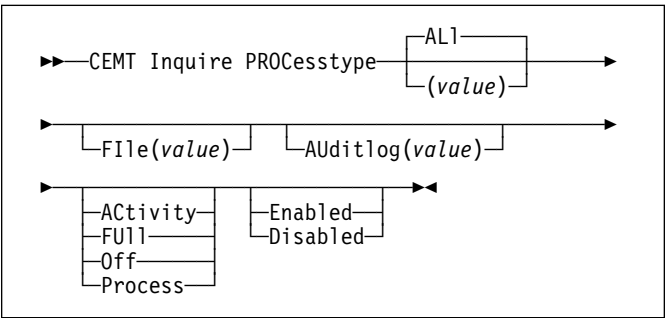 ALl
CEMT Inquire PROCesstype
(value)
FIle(value)
AUditlog(value)
ACtivity
FUll
Off
Process
Enabled
Disabled